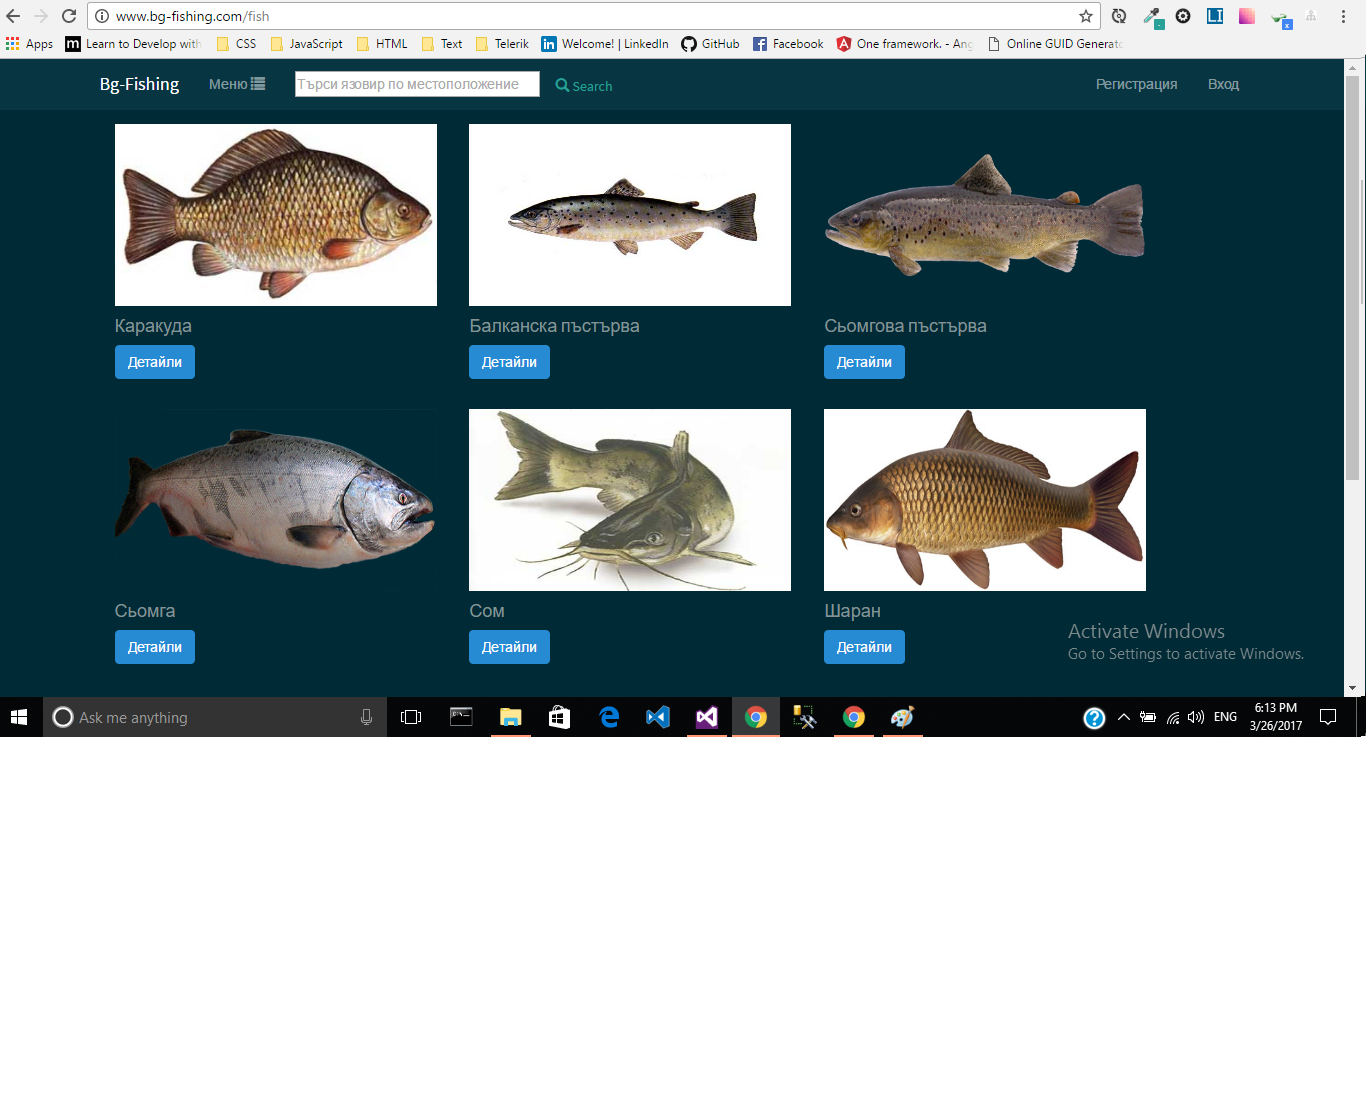 www.bg-fishing.com/fish
Apps m Learn to Develop with CSS JavaScript HTML Text Telerik in Welcome! | LinkedIn GitHub Facebook One framework. - Ang Online GUID Generato
Bg-Fishing Меню Търси язовир по местоположение Search Регистрация Вход
Каракуда Балканска пъстърва Сьомгова пъстърва
Детайли Детайли Детайли
Сьомга Сом Шаран
Детайли Детайли Детайли
Activate Windows
Go to Settings to activate Windows.
Ask me anything ENG 6:13 PM
3/26/2017